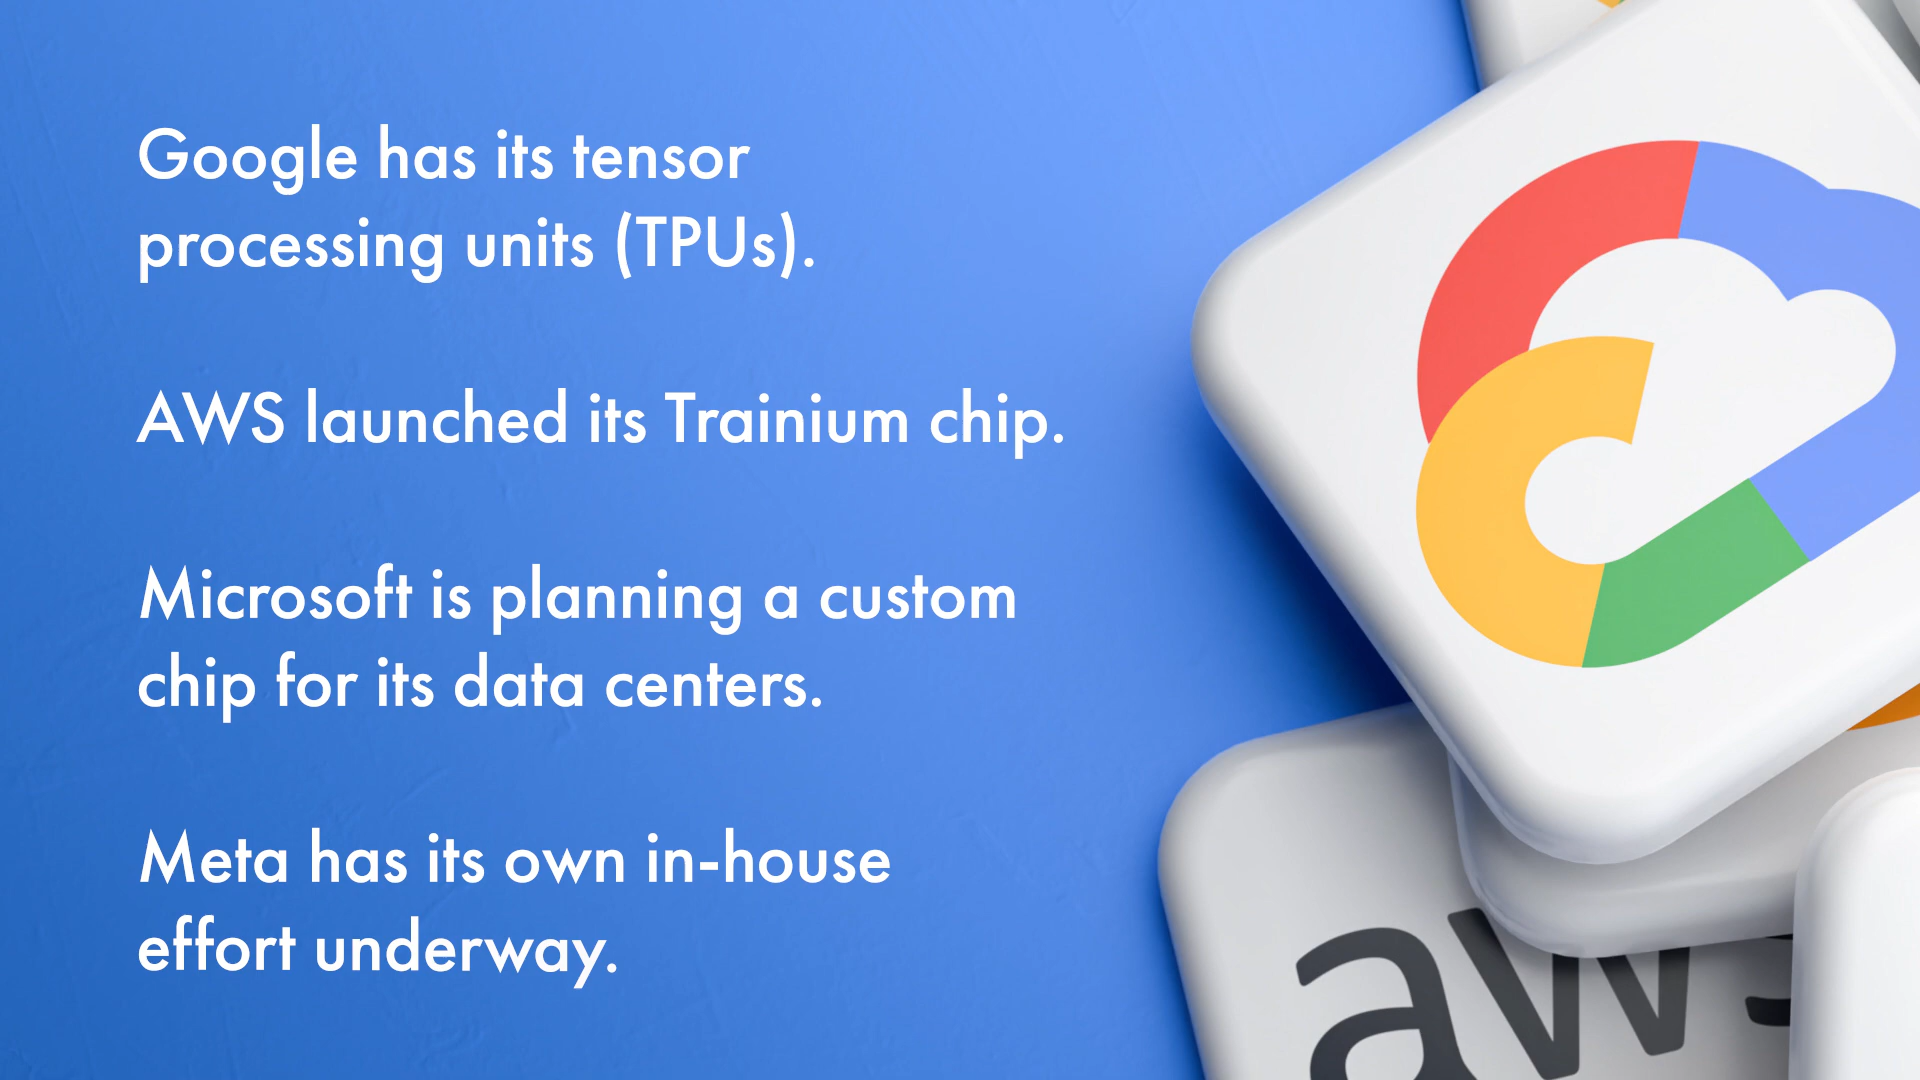 Google has its tensor
processing units (TPUs).
AWS launched its Trainium chip.
Microsoft is planning a custom
chip for its data centers.
Meta has its own in-house
effort underway.
aws